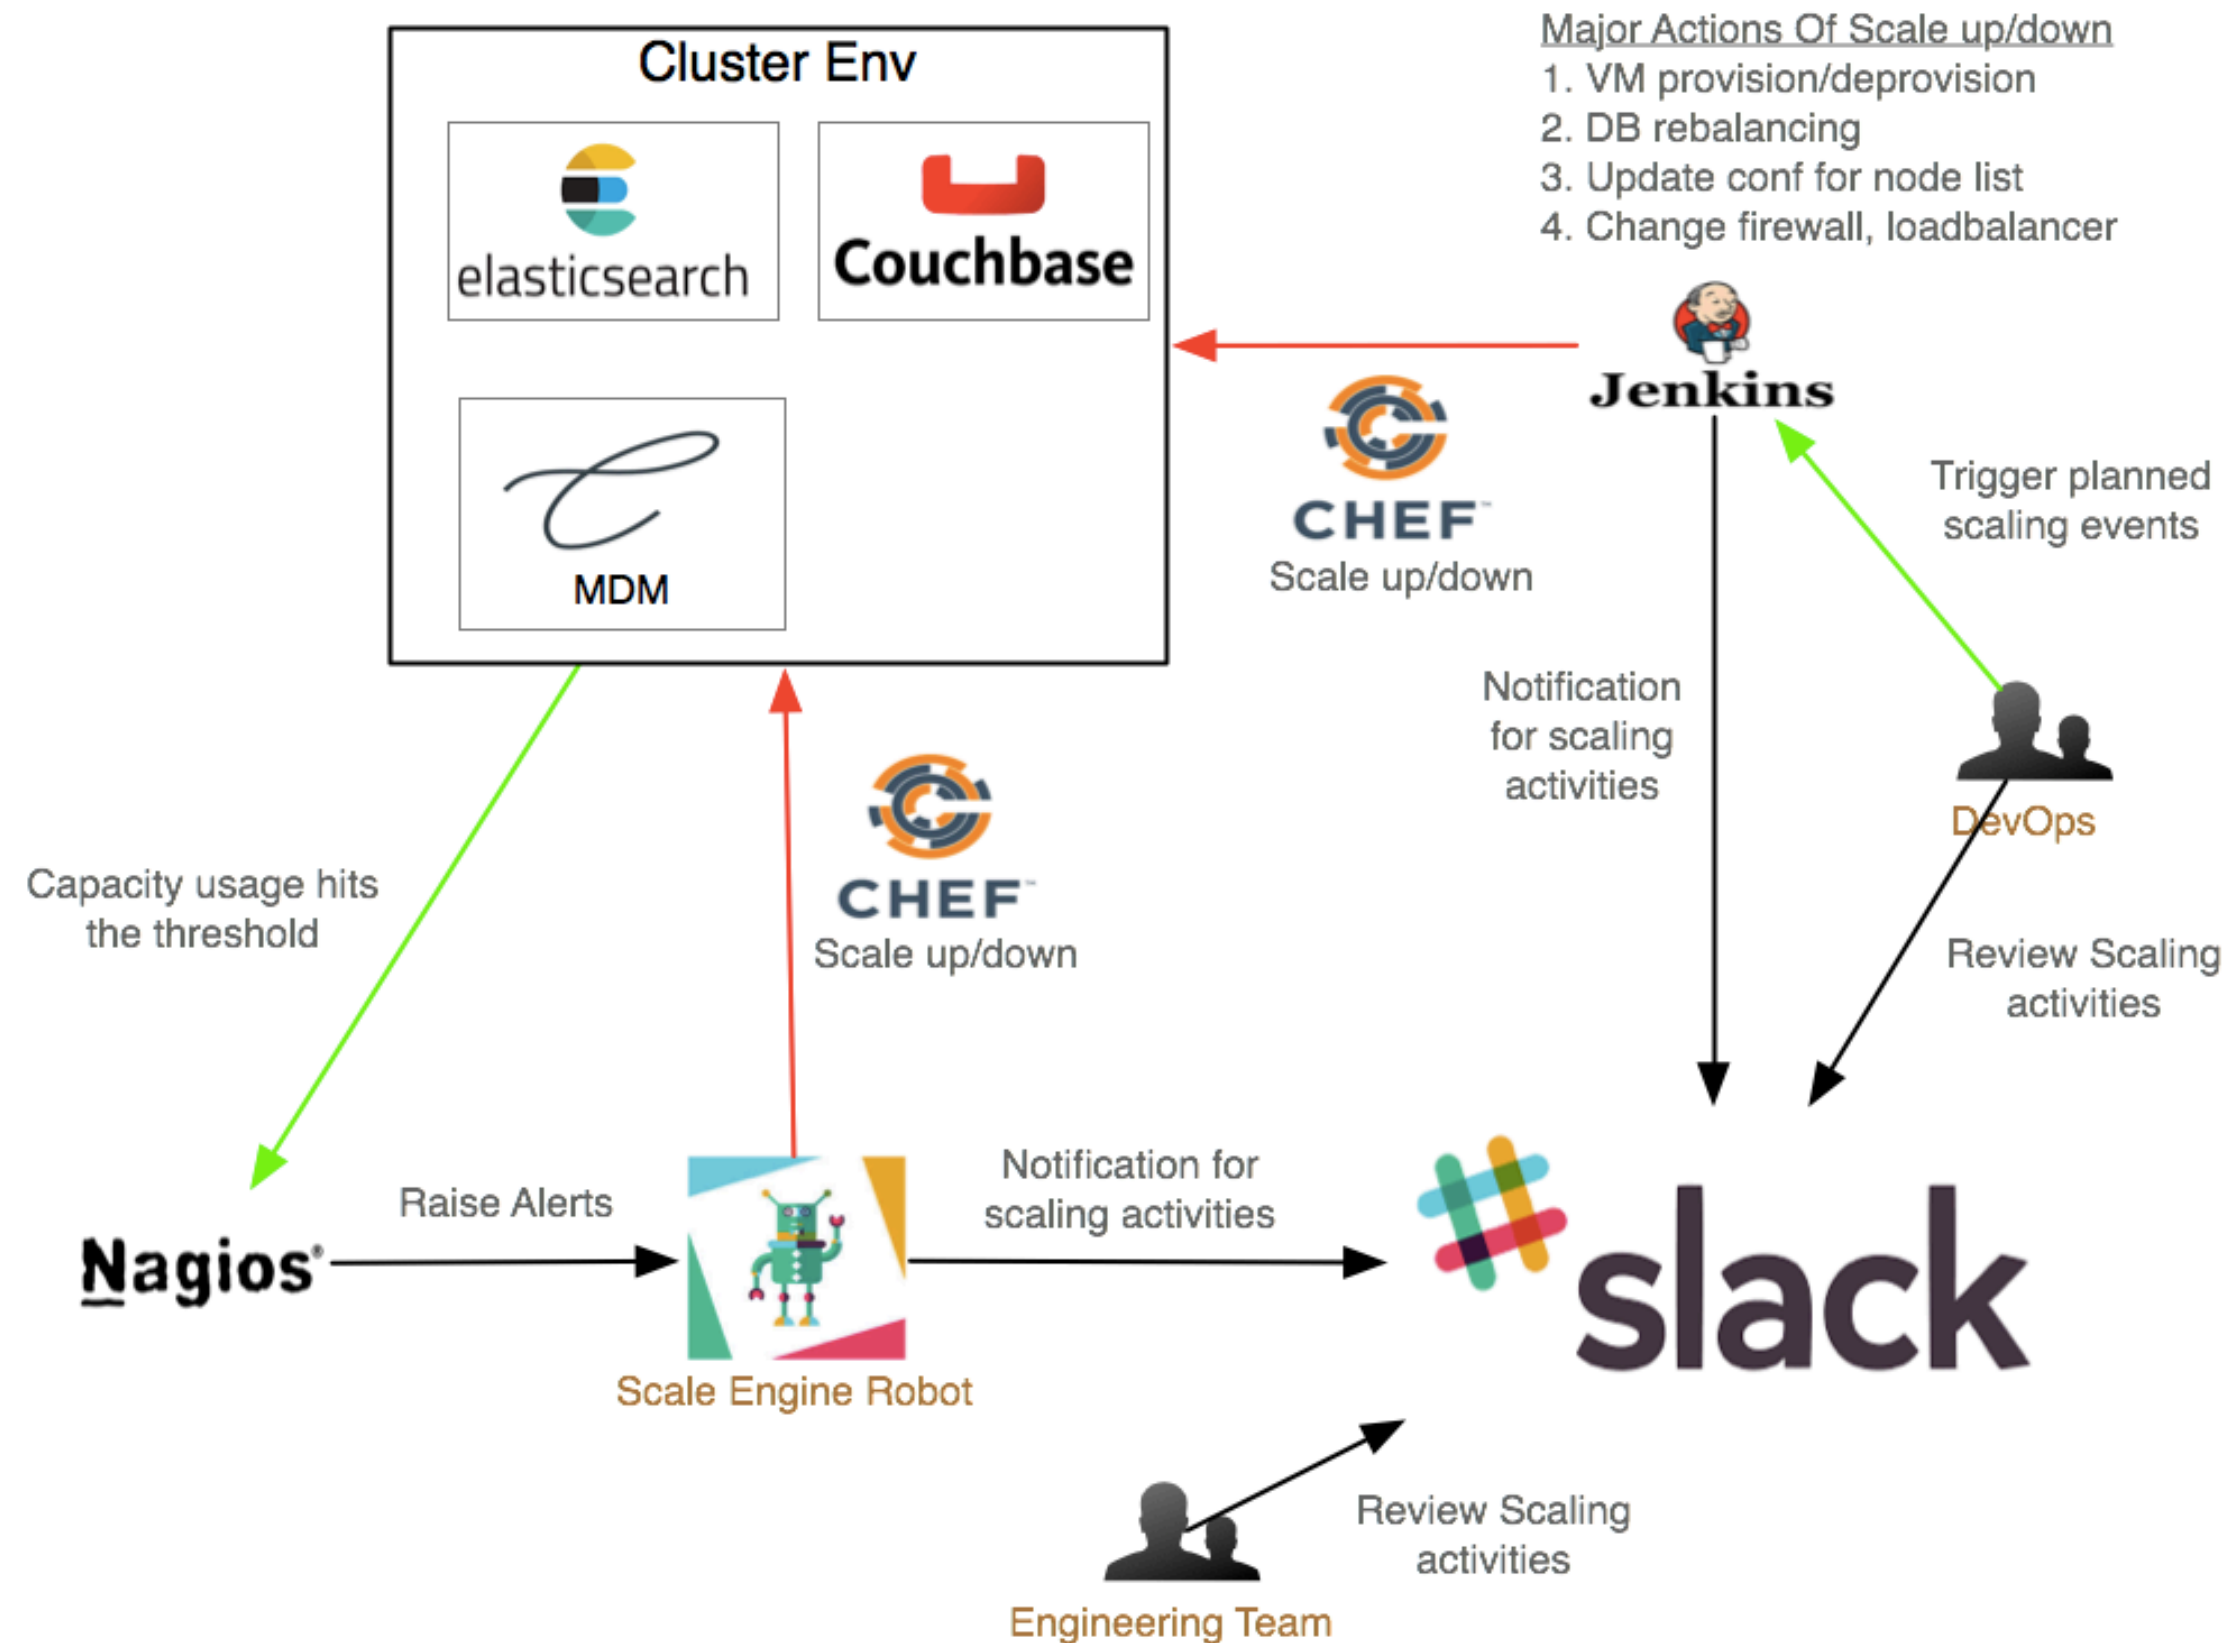 Cluster Env
elasticsearch
Couchbase
MDM
Major Actions Of Scale up/down
1. VM provision/deprovision
2. DB rebalancing
3. Update conf for node list
4. Change firewall, loadbalancer
Jenkins
CHEF™
Scale up/down
Trigger planned
scaling events
Notification
for scaling
activities
DevOps
Review Scaling
activities
CHEF™
Scale up/down
Capacity usage hits
the threshold
Nagios®
Raise Alerts
Scale Engine Robot
Notification for
scaling activities
slack
Review Scaling
activities
Engineering Team